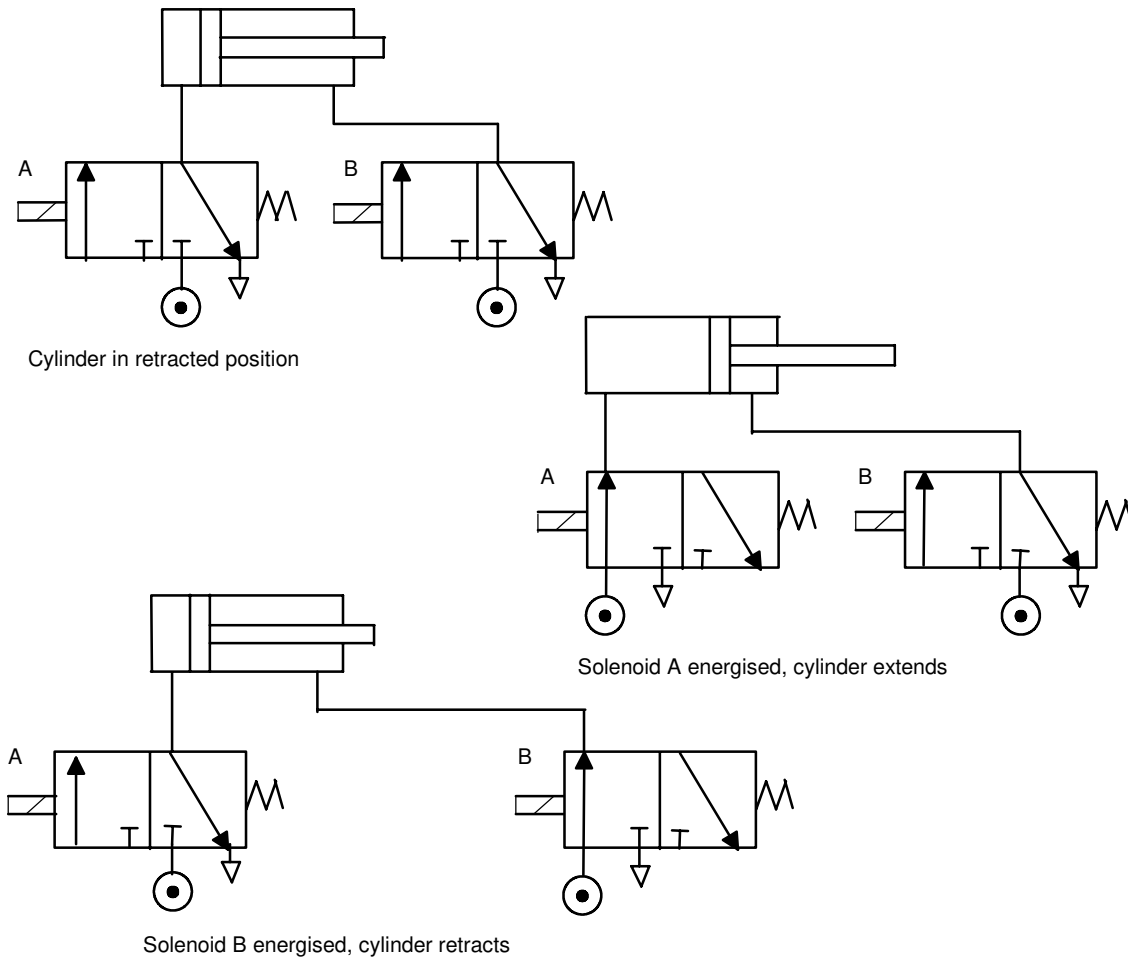 A
B
Cylinder in retracted position
A
B
Solenoid A energised, cylinder extends
A
B
Solenoid B energised, cylinder retracts